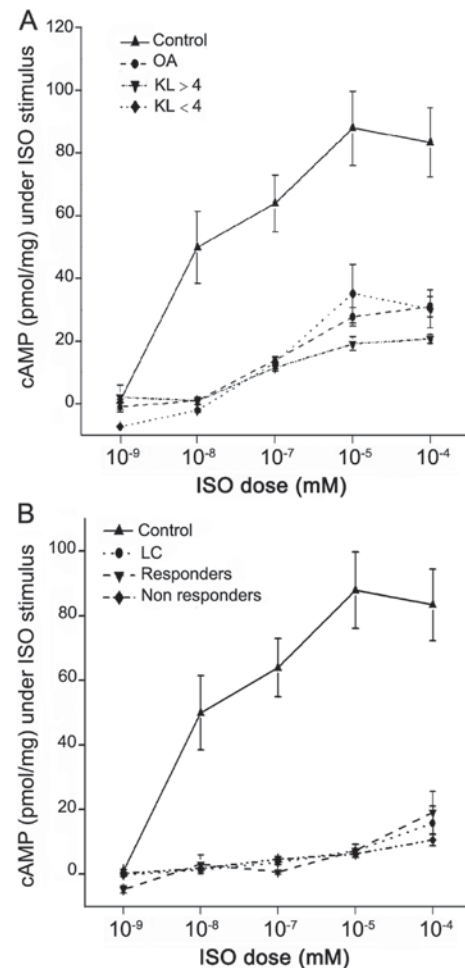 A
120
100
80
60
40
20
0
cAMP (pmol/mg) under ISO stimulus
Control
OA
KL > 4
KL < 4
10⁻⁹ 10⁻⁸ 10⁻⁷ 10⁻⁵ 10⁻⁴
ISO dose (mM)
B
100
80
60
40
20
0
cAMP (pmol/mg) under ISO stimulus
Control
LC
Responders
Non responders
10⁻⁹ 10⁻⁸ 10⁻⁷ 10⁻⁵ 10⁻⁴
ISO dose (mM)